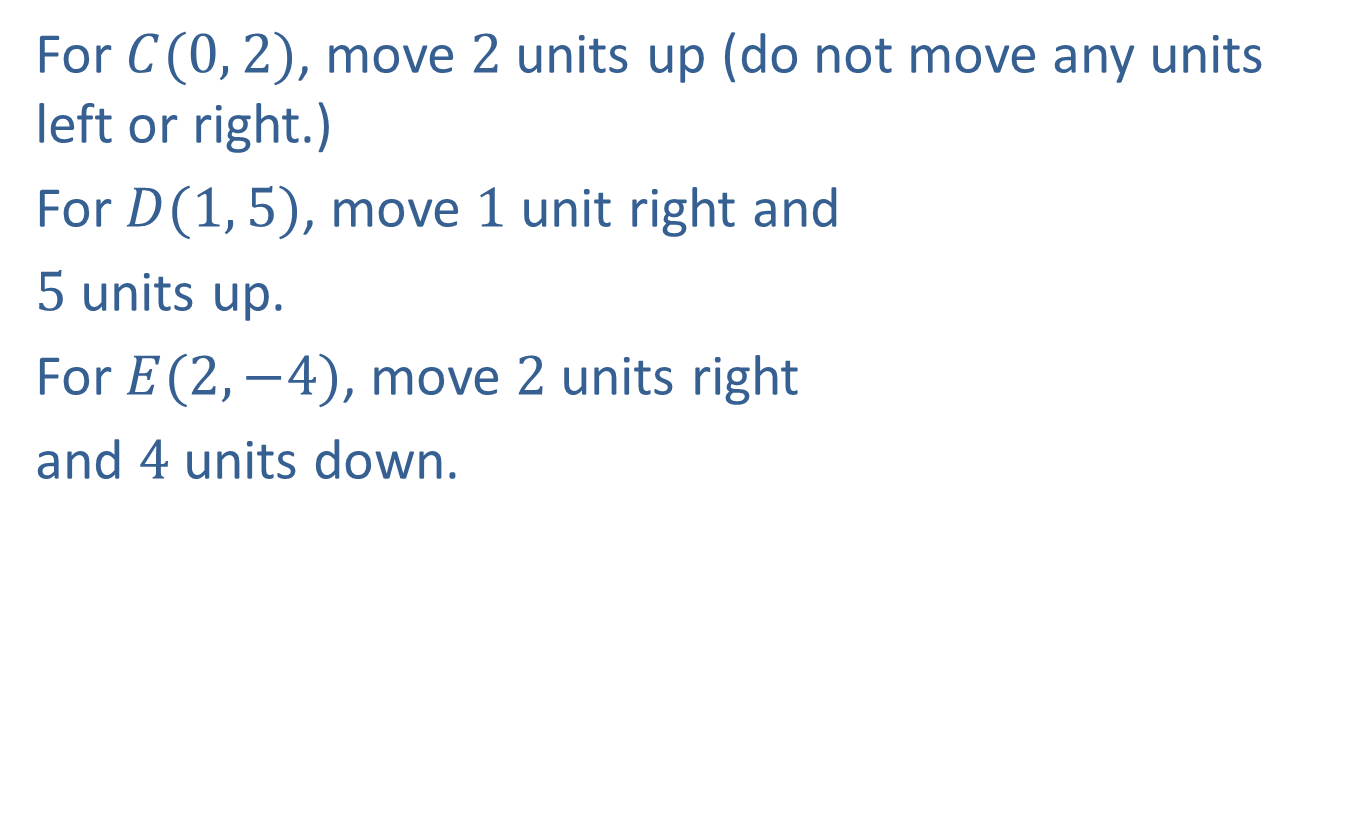 For C(0, 2), move 2 units up (do not move any units
left or right.)
For D(1, 5), move 1 unit right and
5 units up.
For E(2, −4), move 2 units right
and 4 units down.